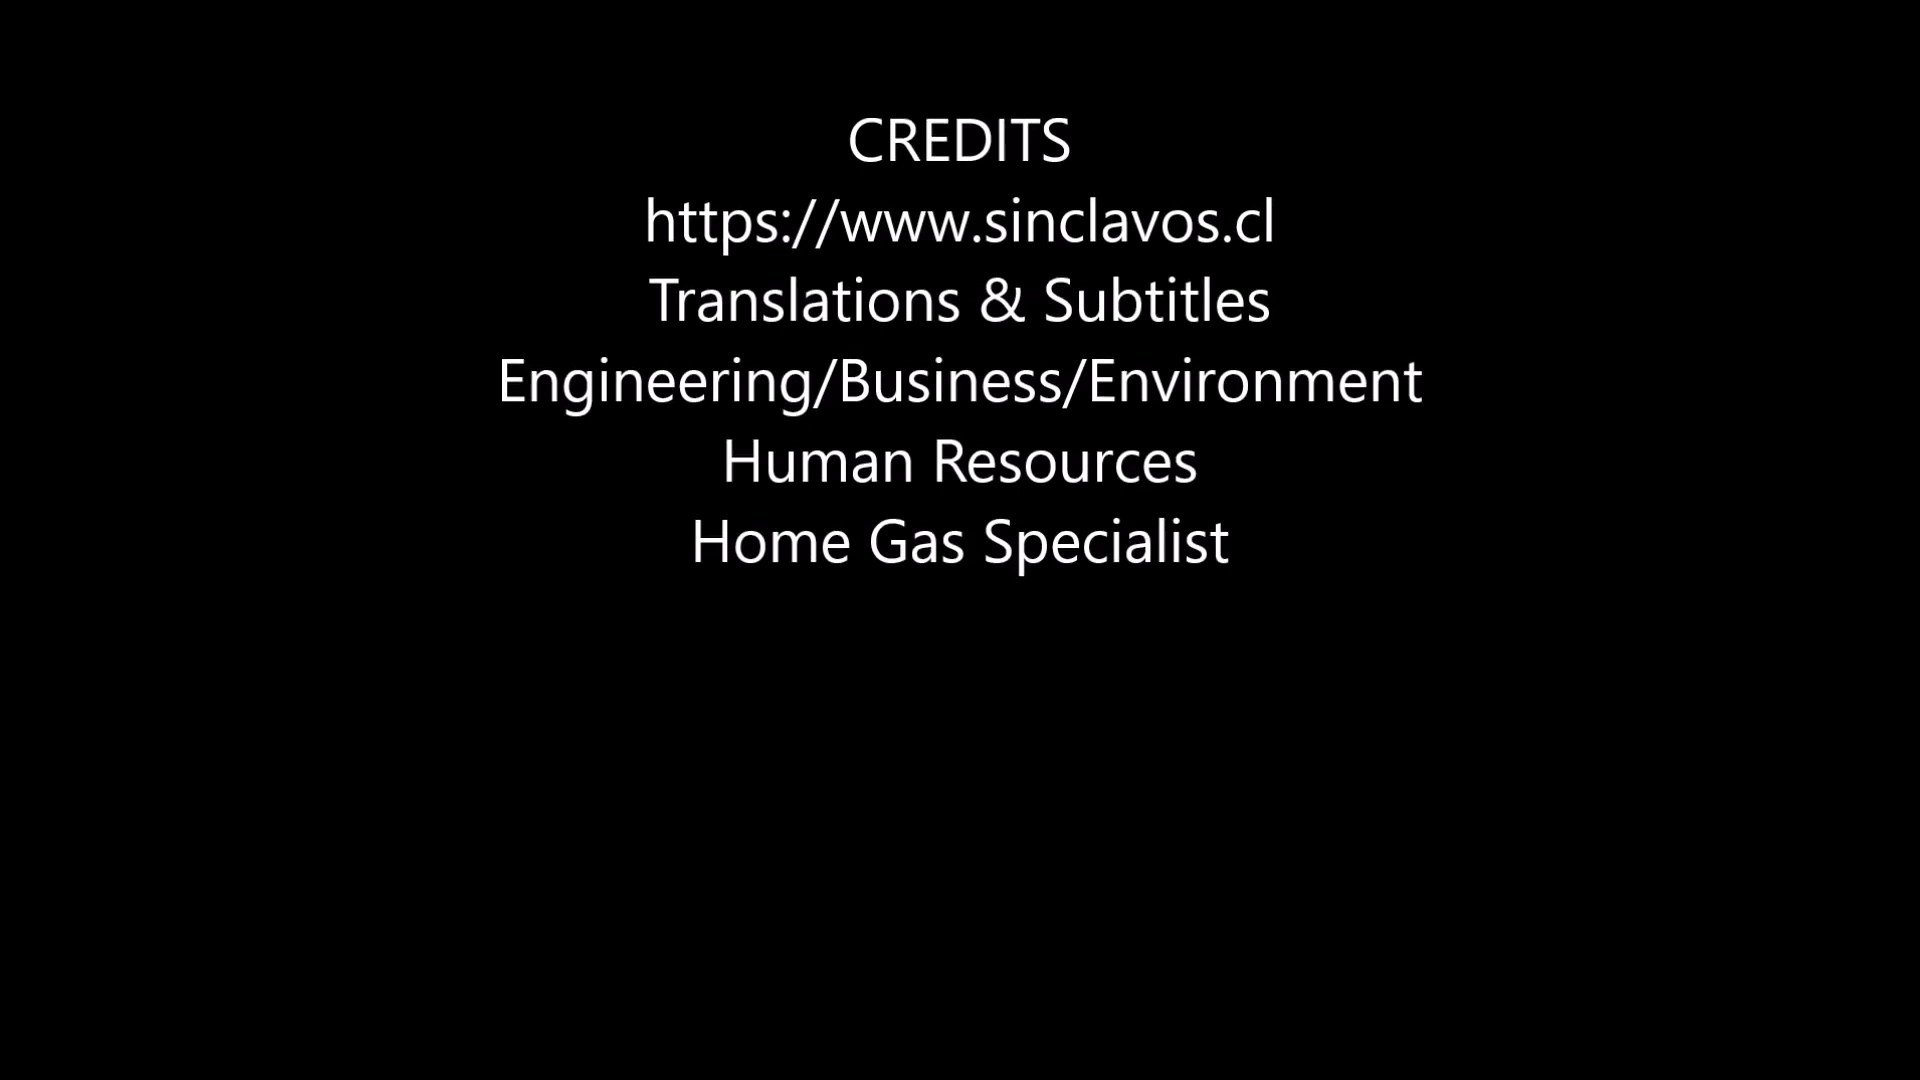 CREDITS
https://www.sinclavos.cl
Translations & Subtitles
Engineering/Business/Environment
Human Resources
Home Gas Specialist